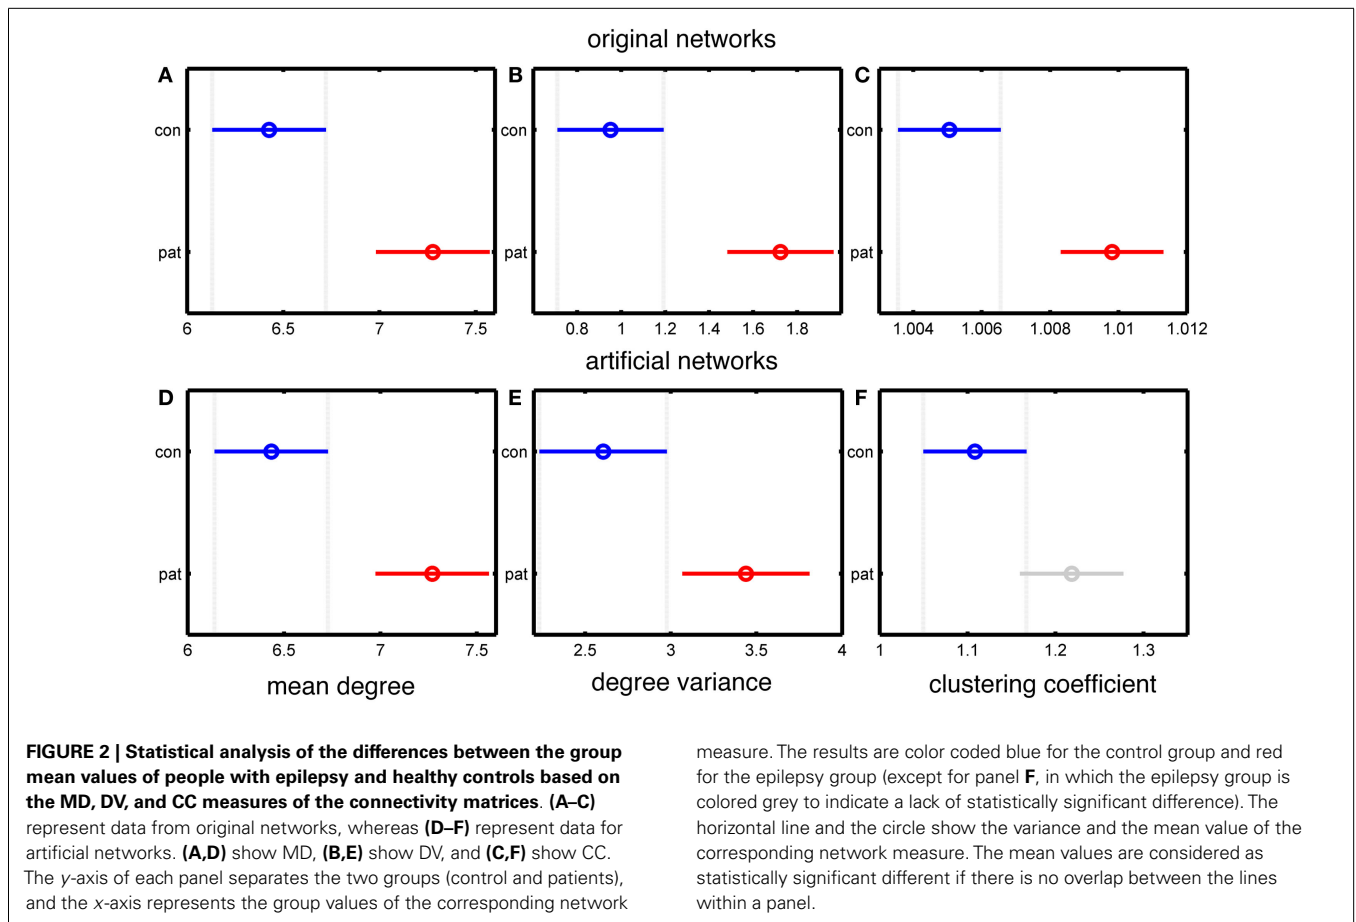 original networks
A
B
C
con
con
con
pat
pat
pat
6 6.5 7 7.5
0.8 1 1.2 1.4 1.6 1.8
1.004 1.006 1.008 1.01 1.012
artificial networks
D
E
F
con
con
con
pat
pat
pat
6 6.5 7 7.5
2.5 3 3.5 4
1 1.1 1.2 1.3
mean degree
degree variance
clustering coefficient
FIGURE 2 | Statistical analysis of the differences between the group
mean values of people with epilepsy and healthy controls based on
the MD, DV, and CC measures of the connectivity matrices. (A–C)
represent data from original networks, whereas (D–F) represent data for
artificial networks. (A,D) show MD, (B,E) show DV, and (C,F) show CC.
The y-axis of each panel separates the two groups (control and patients),
and the x-axis represents the group values of the corresponding network
measure. The results are color coded blue for the control group and red
for the epilepsy group (except for panel F, in which the epilepsy group is
colored grey to indicate a lack of statistically significant difference). The
horizontal line and the circle show the variance and the mean value of the
corresponding network measure. The mean values are considered as
statistically significant different if there is no overlap between the lines
within a panel.